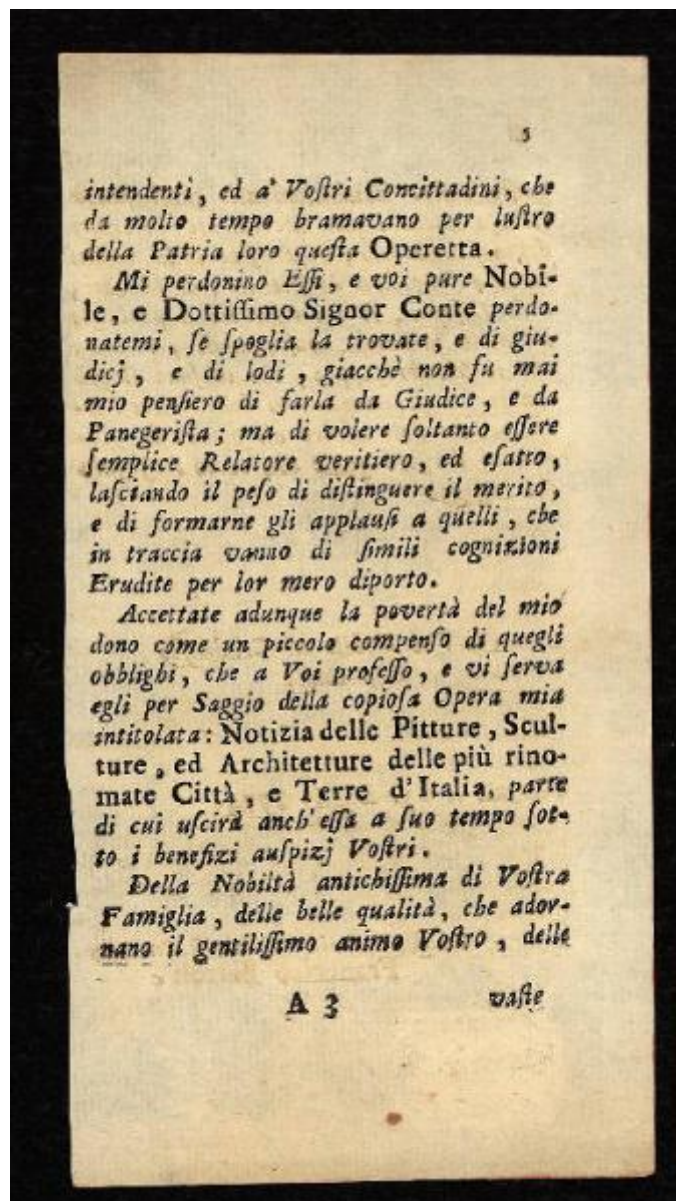 5
intendenti, ed a' Voſtri Concittadini, che
da molto tempo bramavano per luſtro
della Patria loro queſta Operetta.
Mi perdonino Eſſi, e voi pure Nobi-
le, e Dottiſſimo Signor Conte perdo-
natemi, ſe ſpoglia la trovate, e di giu-
dicj, e di lodi, giacchè non fu mai
mio penſiero di farla da Giudice, e da
Panegeriſta; ma di volere ſoltanto eſſere
ſemplice Relatore veritiero, ed eſatto,
laſciando il peſo di diſtinguere il merito,
e di formarne gli applauſi a quelli, che
in traccia vanno di ſimili cognizioni
Erudite per lor mero diporto.
Accettate adunque la povertà del mio
dono come un piccolo compenſo di quegli
obblighi, che a Voi profeſſo, e vi ſerva
egli per Saggio della copioſa Opera mia
intitolata: Notizia delle Pitture, Scul-
ture, ed Architetture delle più rino-
mate Città, e Terre d'Italia, parte
di cui uſcirà anch' eſſa a ſuo tempo ſot-
to i benefizi auſpizj Voſtri.
Della Nobiltà antichiſſima di Voſtra
Famiglia, delle belle qualità, che ador-
nano il gentiliſſimo animo Voſtro, delle
A 3 vaſte